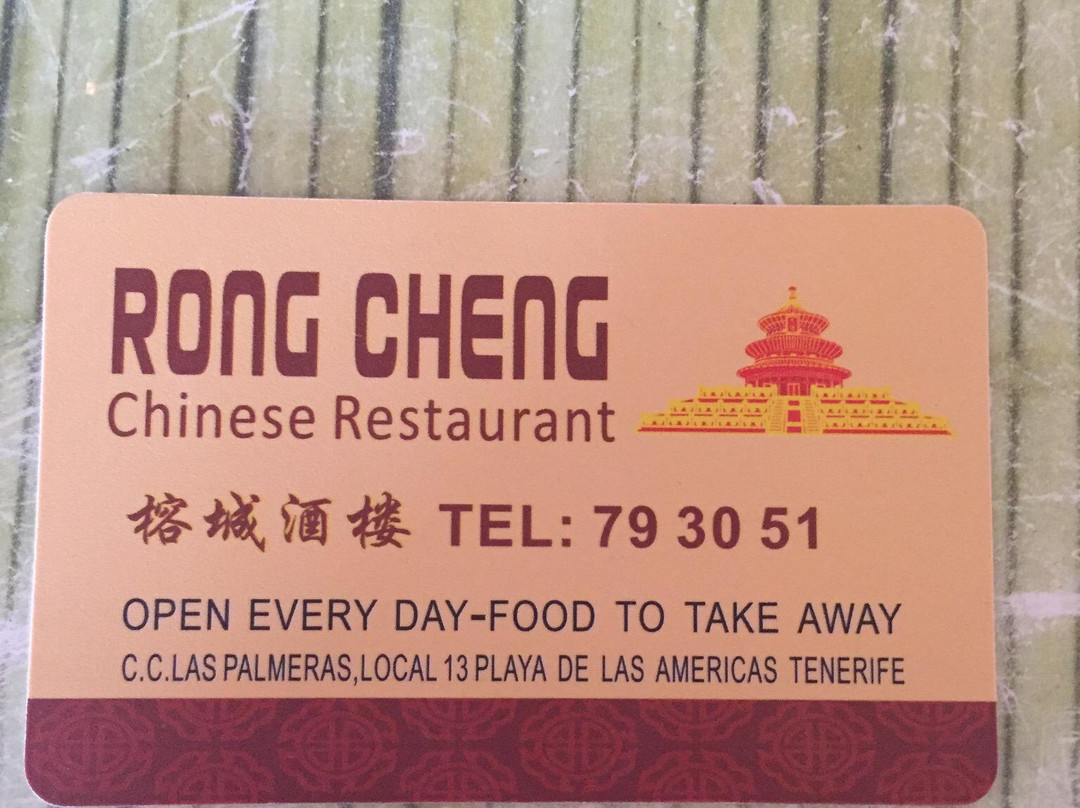 RONG CHENG
Chinese Restaurant
榕城酒楼 TEL: 79 30 51
OPEN EVERY DAY-FOOD TO TAKE AWAY
C.C.LAS PALMERAS,LOCAL 13 PLAYA DE LAS AMERICAS TENERIFE